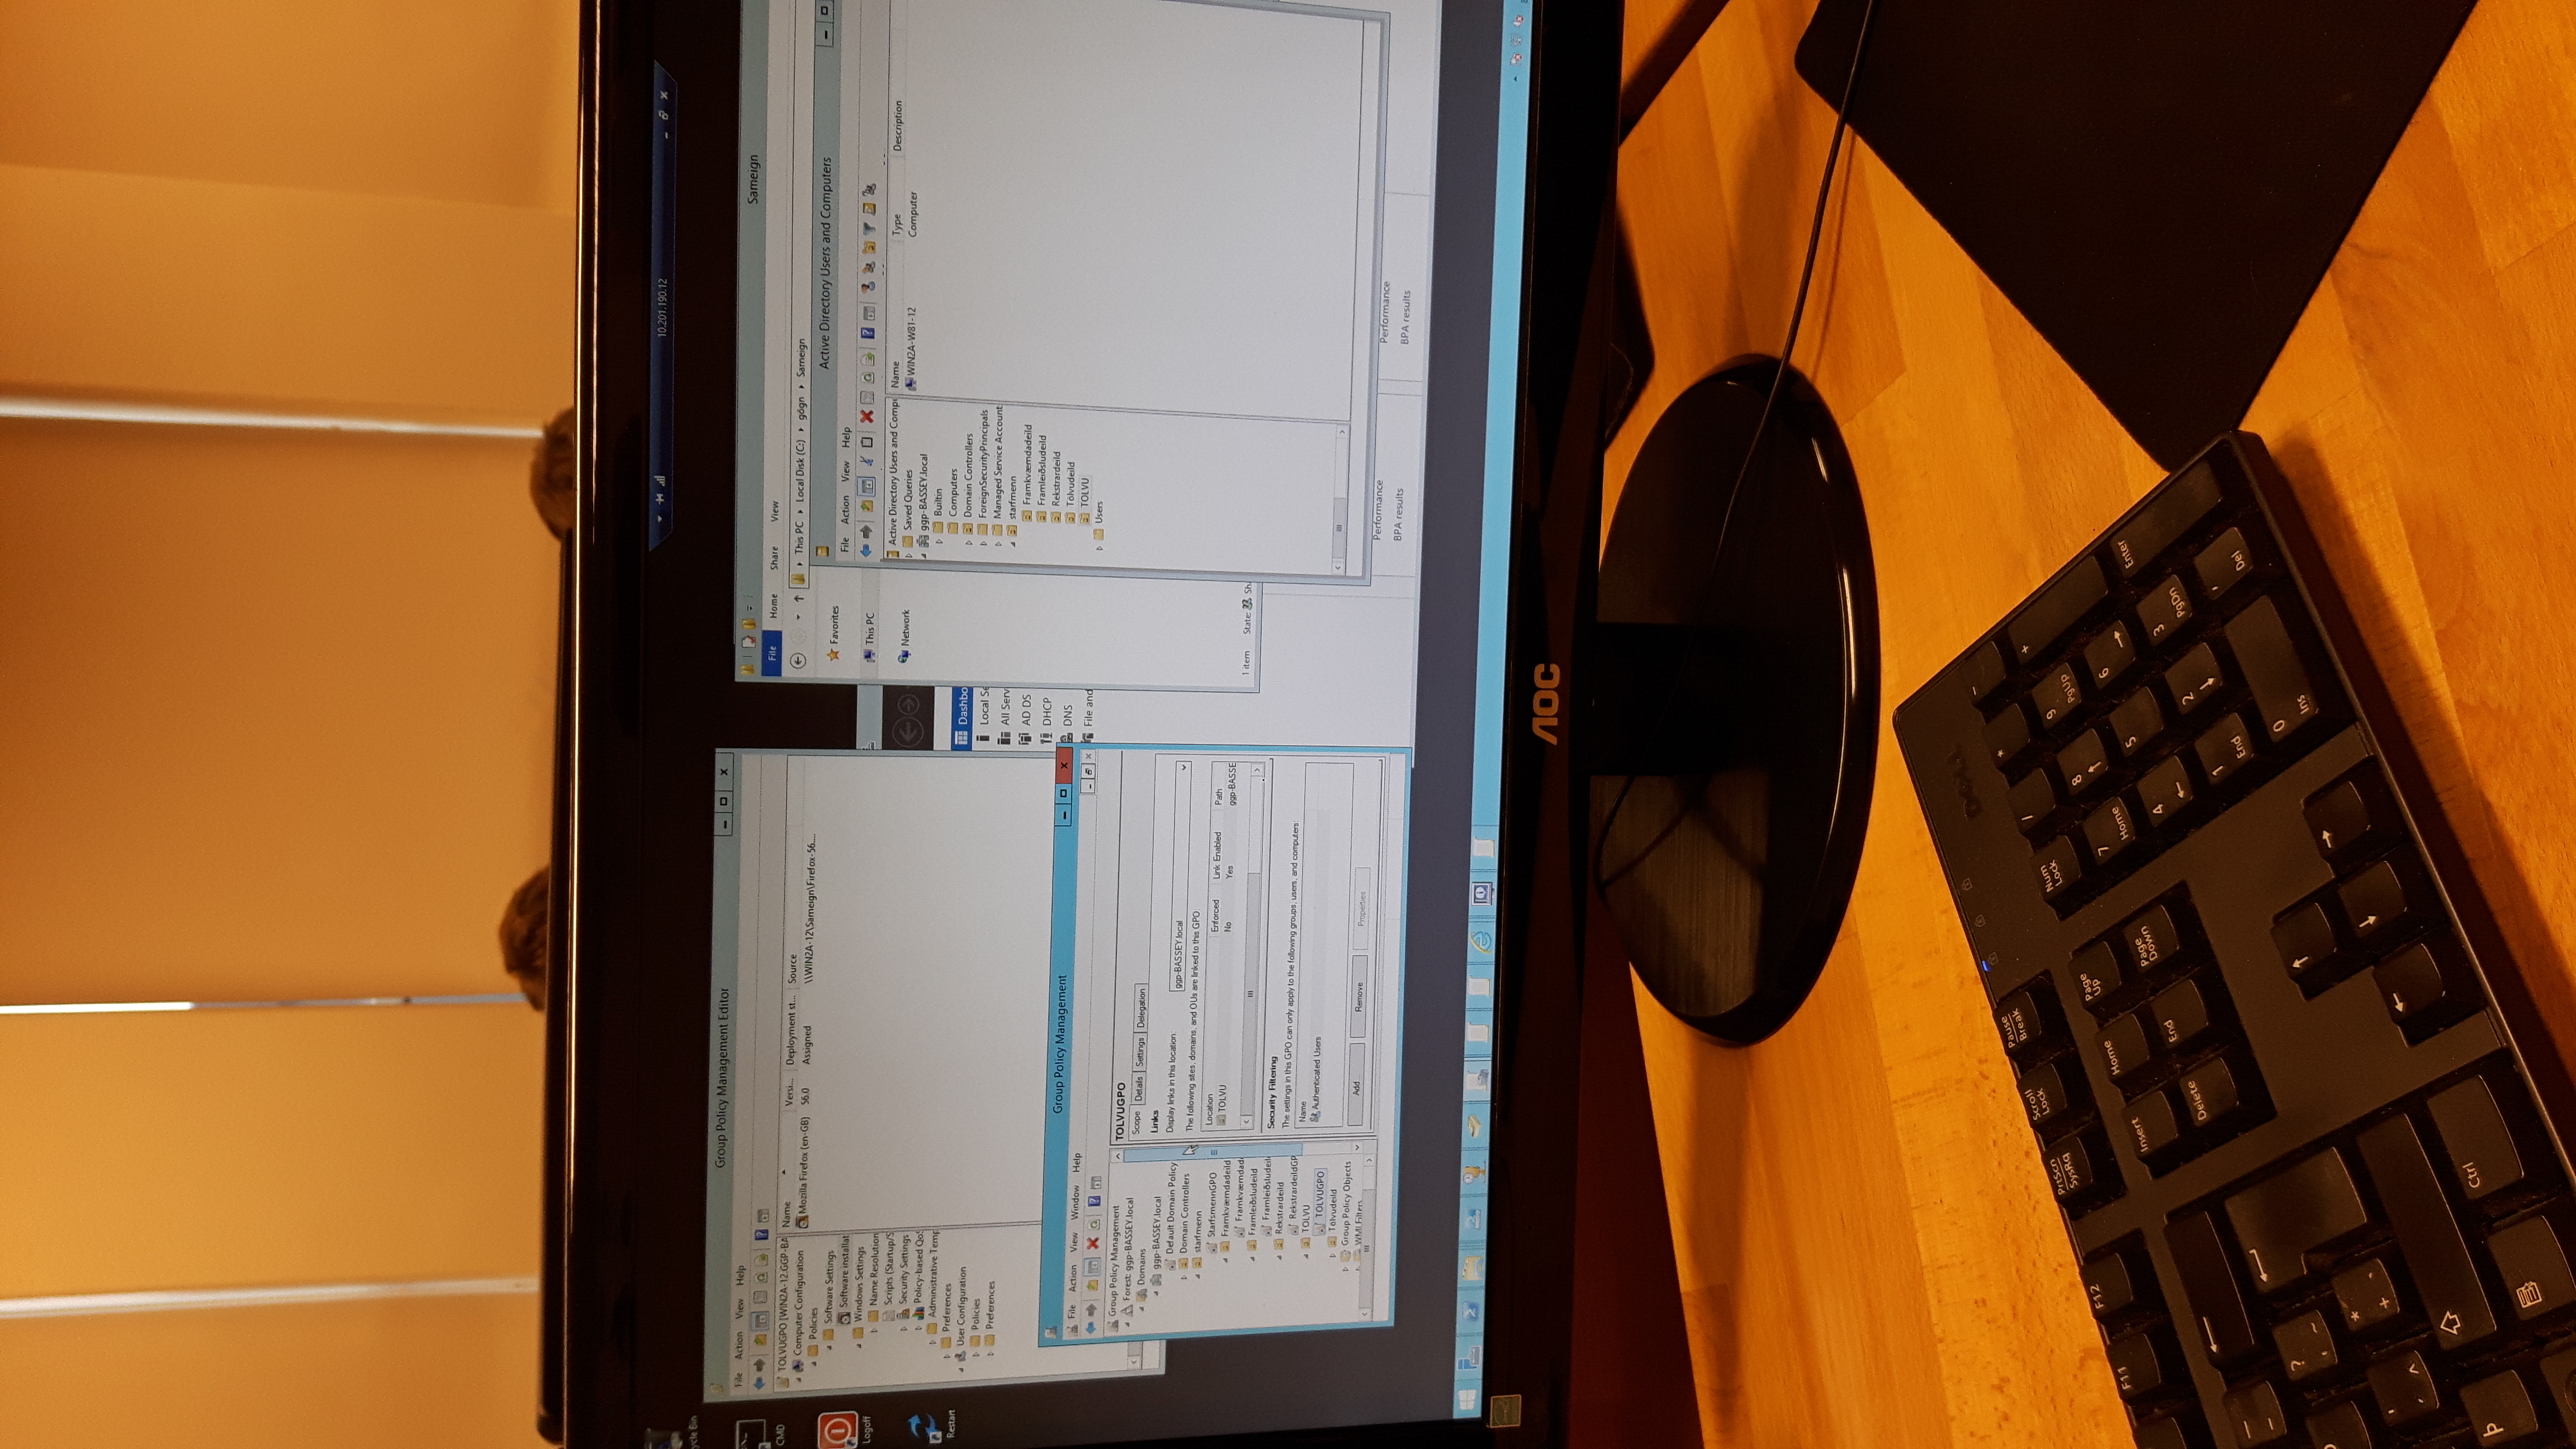 10.201.190.12
ycle Bin
CMD
Logoff
Restart
Group Policy Management Editor
File Action View Help
TOLVUGPO [WIN2A-12.GGP-BA
Computer Configuration
Policies
Software Settings
Software installat
Windows Settings
Name Resolution
Scripts (Startup/S
Security Settings
Policy-based QoS
Administrative Temp
Preferences
User Configuration
Policies
Preferences
Name Versi... Deployment st... Source
Mozilla Firefox (en-GB) 56.0 Assigned \\WIN2A-12\Sameign\Firefox-56....
Group Policy Management
File Action View Window Help
Group Policy Management
Forest: ggp-BASSEY.local
Domains
ggp-BASSEY.local
Default Domain Policy
Domain Controllers
starfmenn
StarfsmennGPO
Framkvæmdadeild
Framkvæmdad
Framleiðsludeild
Framleiðsludeil
Rekstrardeild
RekstrardeildGP
TOLVU
TOLVUGPO
Tölvudeild
Group Policy Objects
WMI Filters
TOLVUGPO
Scope Details Settings Delegation
Links
Display links in this location: ggp-BASSEY.local
The following sites, domains, and OUs are linked to this GPO:
Location Enforced Link Enabled Path
TOLVU No Yes ggp-BASSE
Security Filtering
The settings in this GPO can only apply to the following groups, users, and computers:
Name
Authenticated Users
Add... Remove Properties
Dashbo
Local Se
All Serv
AD DS
DHCP
DNS
File and
Sameign
File Home Share View
This PC Local Disk (C:) gögn Sameign
Favorites
This PC
Network
1 item State: Sh
Active Directory Users and Computers
File Action View Help
Active Directory Users and Compu
Saved Queries
ggp-BASSEY.local
Builtin
Computers
Domain Controllers
ForeignSecurityPrincipals
Managed Service Account
starfmenn
Framkvæmdadeild
Framleiðsludeild
Rekstrardeild
Tölvudeild
TOLVU
Users
Name Type Description
WIN2A-W81-12 Computer
Performance Performance
BPA results BPA results
AOC
DELL
F11 F12 PrtScn SysRq Scroll Lock Pause Break
Insert Home Page Up Num Lock / * -
Delete End Page Down 7 Home 8 9 PgUp +
4 5 6
1 End 2 3 PgDn Enter
0 Ins , Del
?
* +
Þ
Ctrl